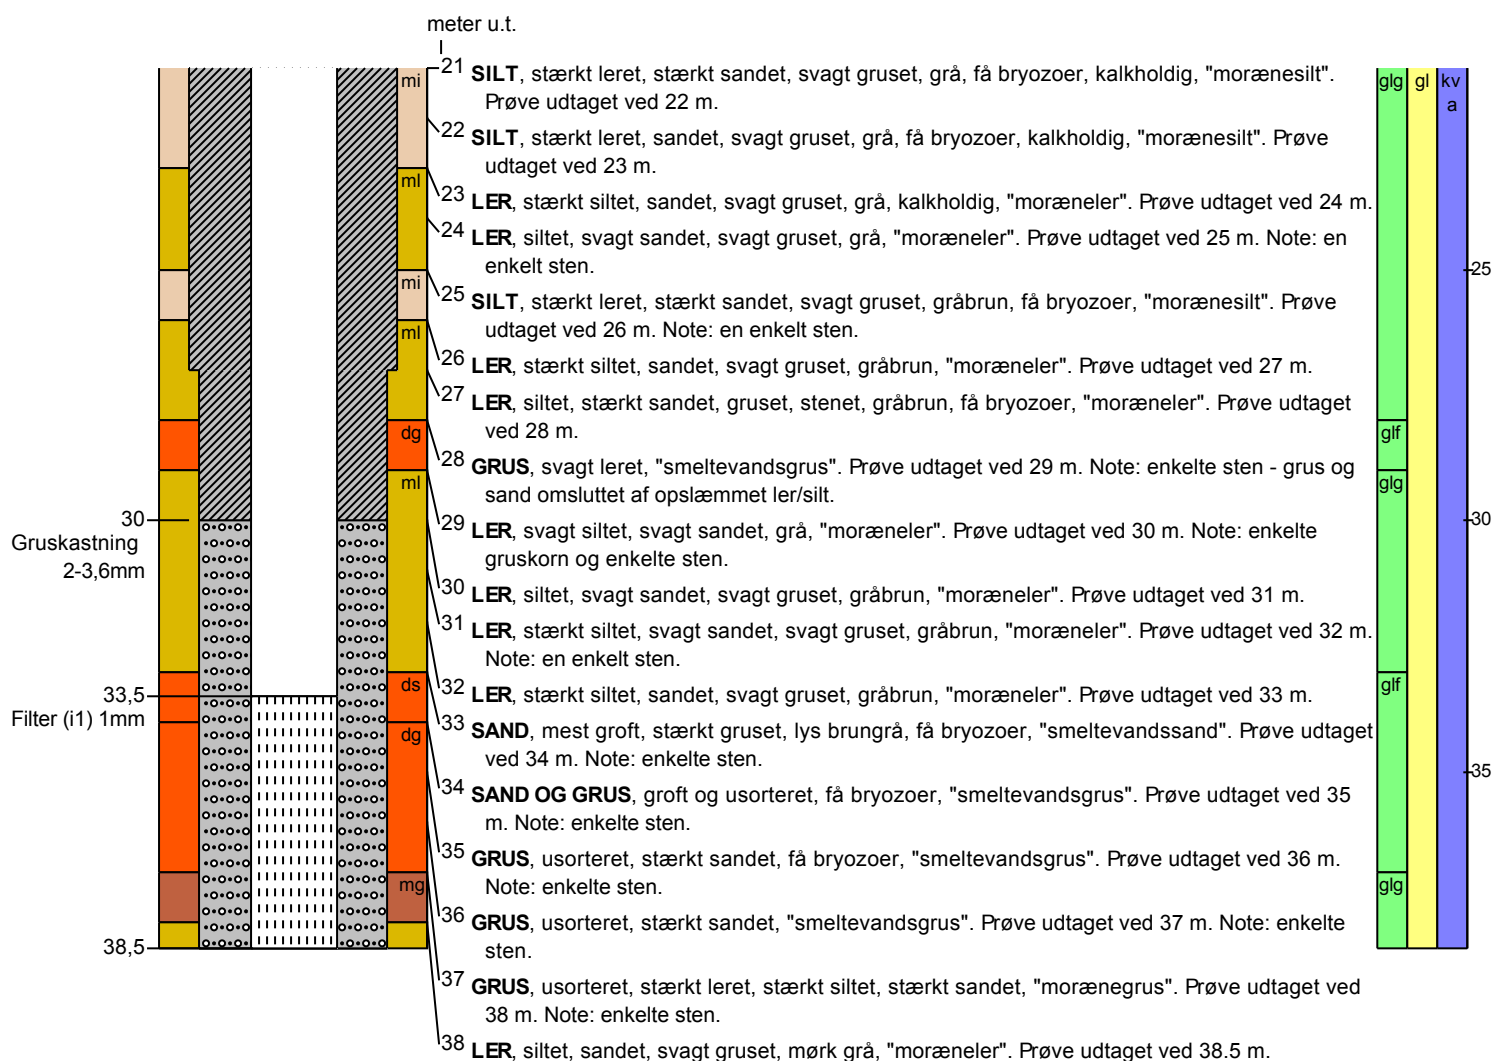 meter u.t.
21 SILT, stærkt leret, stærkt sandet, svagt gruset, grå, få bryozoer, kalkholdig, "morænesilt".
Prøve udtaget ved 22 m.
22 SILT, stærkt leret, sandet, svagt gruset, grå, få bryozoer, kalkholdig, "morænesilt". Prøve
udtaget ved 23 m.
23 LER, stærkt siltet, sandet, svagt gruset, grå, kalkholdig, "moræneler". Prøve udtaget ved 24 m.
24 LER, siltet, svagt sandet, svagt gruset, grå, "moræneler". Prøve udtaget ved 25 m. Note: en
enkelt sten.
25 SILT, stærkt leret, stærkt sandet, svagt gruset, gråbrun, få bryozoer, "morænesilt". Prøve
udtaget ved 26 m. Note: en enkelt sten.
26 LER, stærkt siltet, sandet, svagt gruset, gråbrun, "moræneler". Prøve udtaget ved 27 m.
27 LER, siltet, stærkt sandet, gruset, stenet, gråbrun, få bryozoer, "moræneler". Prøve udtaget
ved 28 m.
28 GRUS, svagt leret, "smeltevandsgrus". Prøve udtaget ved 29 m. Note: enkelte sten - grus og
sand omsluttet af opslæmmet ler/silt.
29 LER, svagt siltet, svagt sandet, grå, "moræneler". Prøve udtaget ved 30 m. Note: enkelte
gruskorn og enkelte sten.
30 LER, siltet, svagt sandet, svagt gruset, gråbrun, "moræneler". Prøve udtaget ved 31 m.
31 LER, stærkt siltet, svagt sandet, svagt gruset, gråbrun, "moræneler". Prøve udtaget ved 32 m.
Note: en enkelt sten.
32 LER, stærkt siltet, sandet, svagt gruset, gråbrun, "moræneler". Prøve udtaget ved 33 m.
33 SAND, mest groft, stærkt gruset, lys brungrå, få bryozoer, "smeltevandssand". Prøve udtaget
ved 34 m. Note: enkelte sten.
34 SAND OG GRUS, groft og usorteret, få bryozoer, "smeltevandsgrus". Prøve udtaget ved 35
m. Note: enkelte sten.
35 GRUS, usorteret, stærkt sandet, få bryozoer, "smeltevandsgrus". Prøve udtaget ved 36 m.
Note: enkelte sten.
36 GRUS, usorteret, stærkt sandet, "smeltevandsgrus". Prøve udtaget ved 37 m. Note: enkelte
sten.
37 GRUS, usorteret, stærkt leret, stærkt siltet, stærkt sandet, "morænegrus". Prøve udtaget ved
38 m. Note: enkelte sten.
38 LER, siltet, sandet, svagt gruset, mørk grå, "moræneler". Prøve udtaget ved 38.5 m.
mi
ml
mi
ml
dg
ml
ds
dg
mg
30
Gruskastning
2-3,6mm
33,5
Filter (i1) 1mm
38,5
glg
glf
glg
glf
glg
gl
kv
a
25
30
35